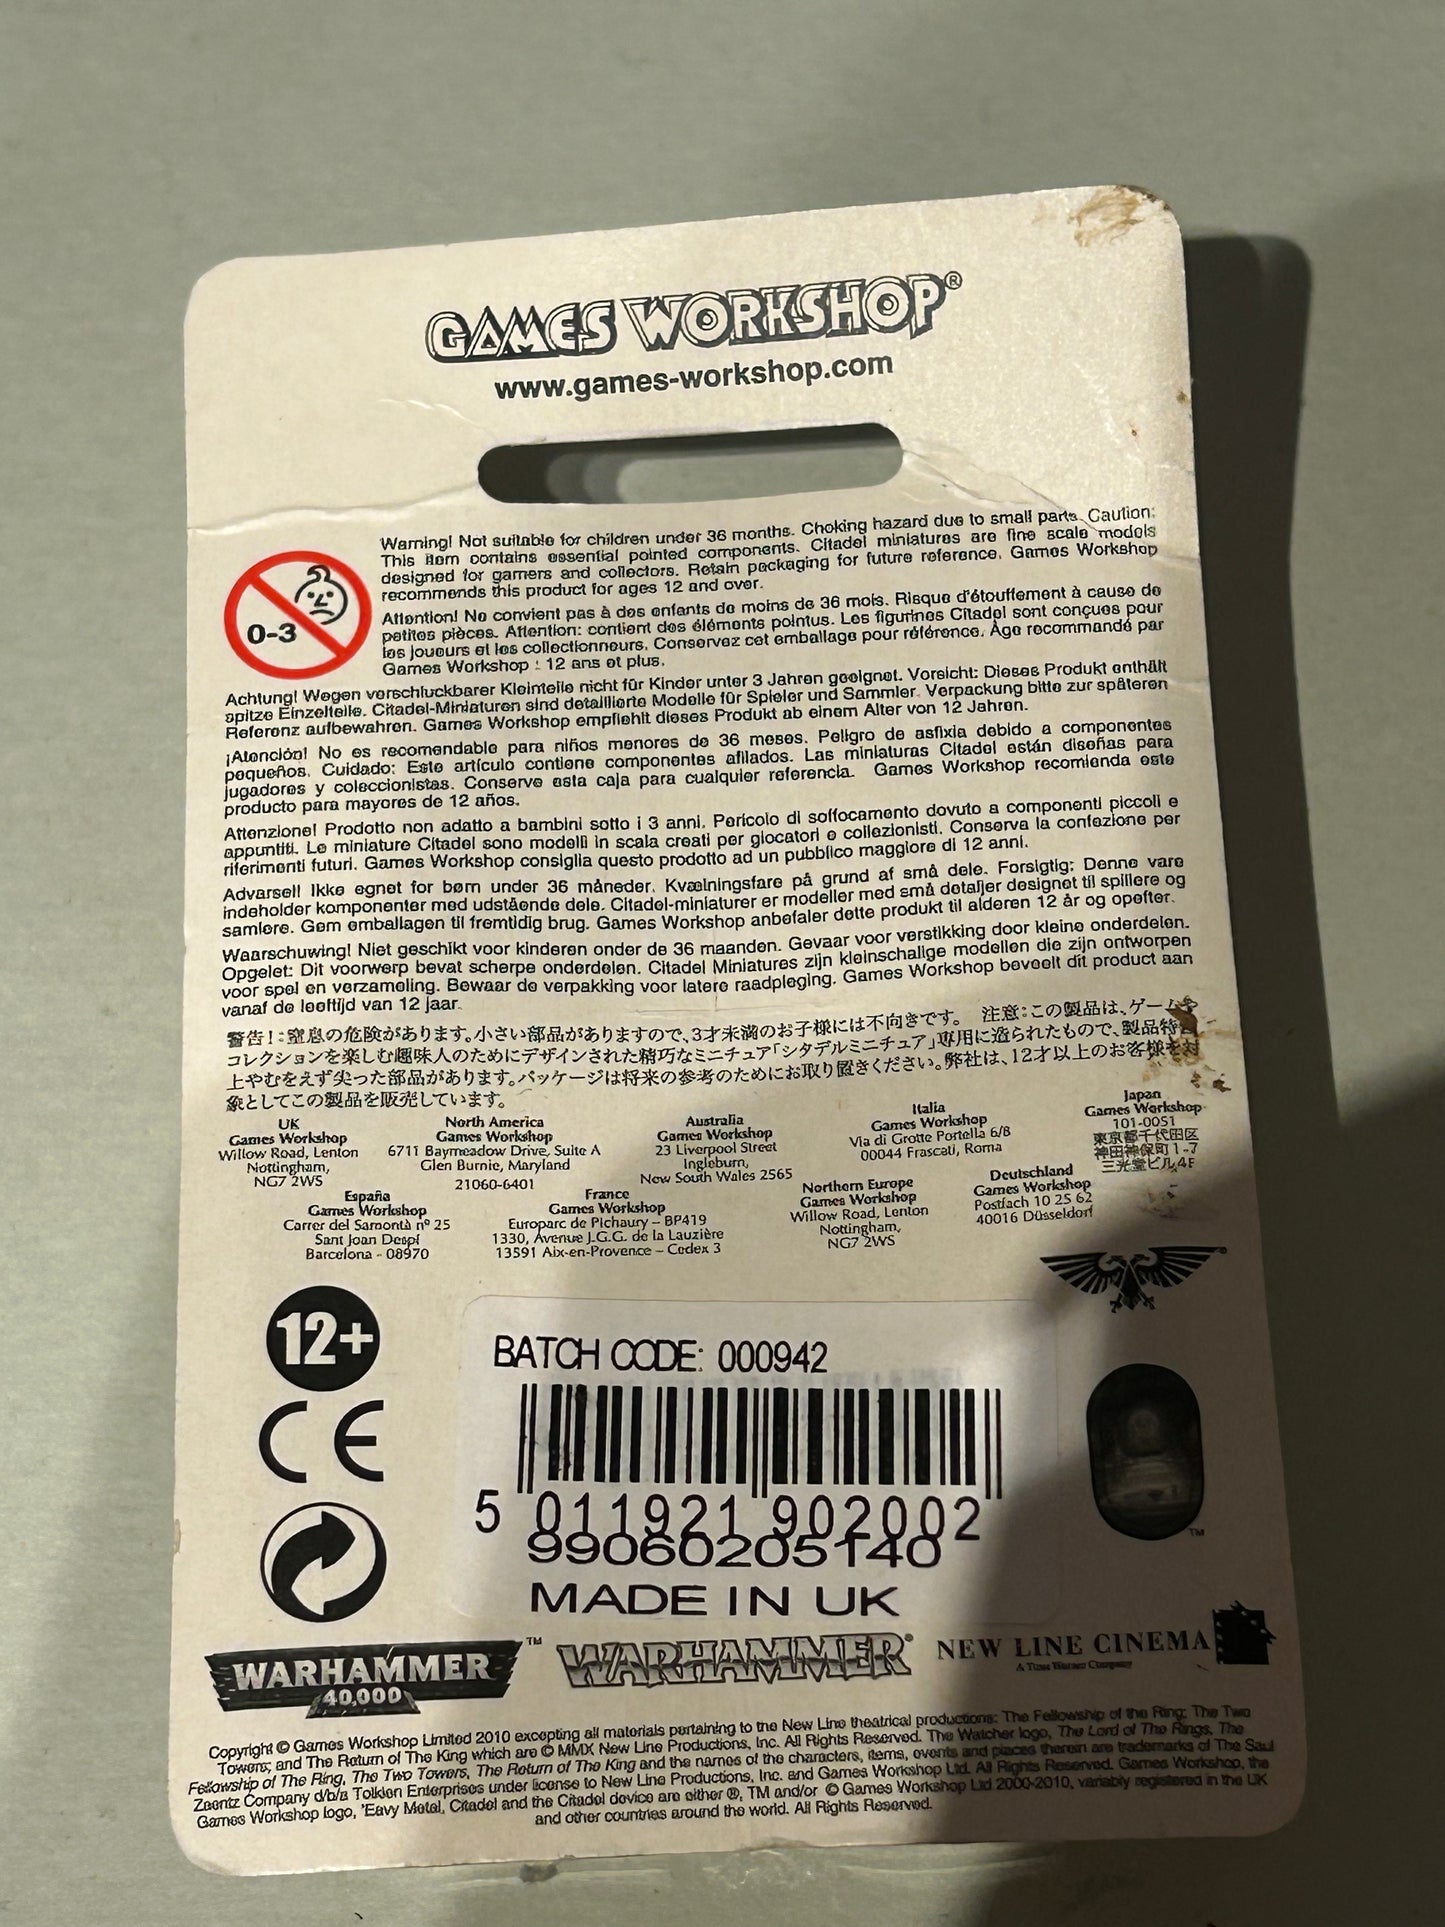 GAMES WORKSHOP®
www.games-workshop.com
0-3
Warning! Not suitable for children under 36 months. Choking hazard due to small parts. Caution:
This item contains essential pointed components. Citadel miniatures are fine scale models
designed for gamers and collectors. Retain packaging for future reference. Games Workshop
recommends this product for ages 12 and over.
Attention! Ne convient pas à des enfants de moins de 36 mois. Risque d'étouffement à cause de
petites pièces. Attention: contient des éléments pointus. Les figurines Citadel sont conçues pour
les joueurs et les collectionneurs. Conservez cet emballage pour référence. Âge recommandé par
Games Workshop : 12 ans et plus.
Achtung! Wegen verschluckbarer Kleinteile nicht für Kinder unter 3 Jahren geeignet. Vorsicht: Dieses Produkt enthält
spitze Einzelteile. Citadel-Miniaturen sind detaillierte Modelle für Spieler und Sammler. Verpackung bitte zur späteren
Referenz aufbewahren. Games Workshop empfiehlt dieses Produkt ab einem Alter von 12 Jahren.
¡Atención! No es recomendable para niños menores de 36 meses. Peligro de asfixia debido a componentes
pequeños. Cuidado: Este artículo contiene componentes afilados. Las miniaturas Citadel están diseñas para
jugadores y coleccionistas. Conserve esta caja para cualquier referencia. Games Workshop recomienda este
producto para mayores de 12 años.
Attenzione! Prodotto non adatto a bambini sotto i 3 anni. Pericolo di soffocamento dovuto a componenti piccoli e
appuntiti. Le miniature Citadel sono modelli in scala creati per giocatori e collezionisti. Conserva la confezione per
riferimenti futuri. Games Workshop consiglia questo prodotto ad un pubblico maggiore di 12 anni.
Advarsel! Ikke egnet for børn under 36 måneder. Kvælningsfare på grund af små dele. Forsigtig: Denne vare
indeholder komponenter med udstående dele. Citadel-miniaturer er modeller med små detaljer designet til spillere og
samlere. Gem emballagen til fremtidig brug. Games Workshop anbefaler dette produkt til alderen 12 år og opefter.
Waarschuwing! Niet geschikt voor kinderen onder de 36 maanden. Gevaar voor verstikking door kleine onderdelen.
Opgelet: Dit voorwerp bevat scherpe onderdelen. Citadel Miniatures zijn kleinschalige modellen die zijn ontworpen
voor spel en verzameling. Bewaar de verpakking voor latere raadpleging. Games Workshop beveelt dit product aan
vanaf de leeftijd van 12 jaar.
警告!:窒息の危険があります。小さい部品がありますので、3才未満のお子様には不向きです。 注意:この製品は、ゲームや
コレクションを楽しむ趣味人のためにデザインされた精巧なミニチュア「シタデルミニチュア」専用に造られたもので、製品特
上やむをえず尖った部品があります。パッケージは将来の参考のためにお取り置きください。弊社は、12才以上のお客様を対
象としてこの製品を販売しています。
UK
Games Workshop
Willow Road, Lenton
Nottingham,
NG7 2WS
North America
Games Workshop
6711 Baymeadow Drive, Suite A
Glen Burnie, Maryland
21060-6401
Australia
Games Workshop
23 Liverpool Street
Ingleburn,
New South Wales 2565
Italia
Games Workshop
Via di Grotte Portella 6/8
00044 Frascati, Roma
Japan
Games Workshop
101-0051
東京都千代田区
神田神保町1-7
三光堂ビル4F
España
Games Workshop
Carrer del Samontà nº 25
Sant Joan Despí
Barcelona - 08970
France
Games Workshop
Europarc de Pichaury – BP419
1330, Avenue J.G.G. de la Lauzière
13591 Aix-en-Provence – Cedex 3
Northern Europe
Games Workshop
Willow Road, Lenton
Nottingham,
NG7 2WS
Deutschland
Games Workshop
Postfach 10 25 62
40016 Düsseldorf
12+
CE
BATCH CODE: 000942
5 011921 902002
99060205140
MADE IN UK
TM
WARHAMMER™
40,000
WARHAMMER®
NEW LINE CINEMA
A Time Warner Company
Copyright © Games Workshop Limited 2010 excepting all materials pertaining to the New Line theatrical productions: The Fellowship of the Ring; The Two
Towers; and The Return of The King which are © MMX New Line Productions, Inc. All Rights Reserved. The Watcher logo, The Lord of The Rings, The
Fellowship of The Ring, The Two Towers, The Return of The King and the names of the characters, items, events and places therein are trademarks of The Saul
Zaentz Company d/b/a Tolkien Enterprises under license to New Line Productions, Inc. and Games Workshop Ltd. All Rights Reserved. Games Workshop, the
Games Workshop logo, 'Eavy Metal, Citadel and the Citadel device are either ®, TM and/or © Games Workshop Ltd 2000-2010, variably registered in the UK
and other countries around the world. All Rights Reserved.